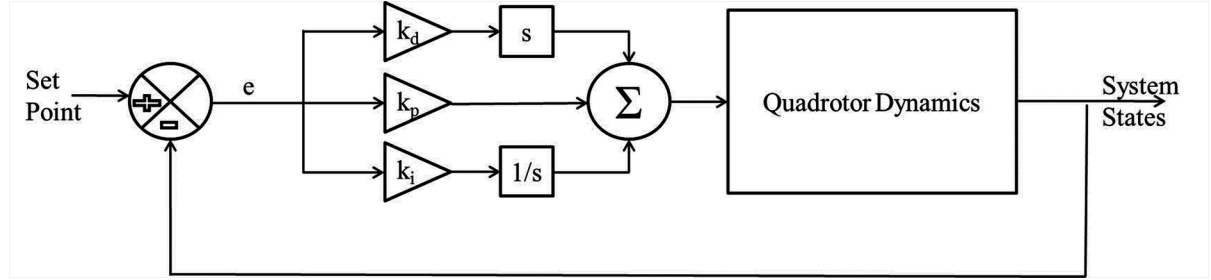 Set
Point
+
-
e
k_d
s
k_p
k_i
1/s
Σ
Quadrotor Dynamics
System
States